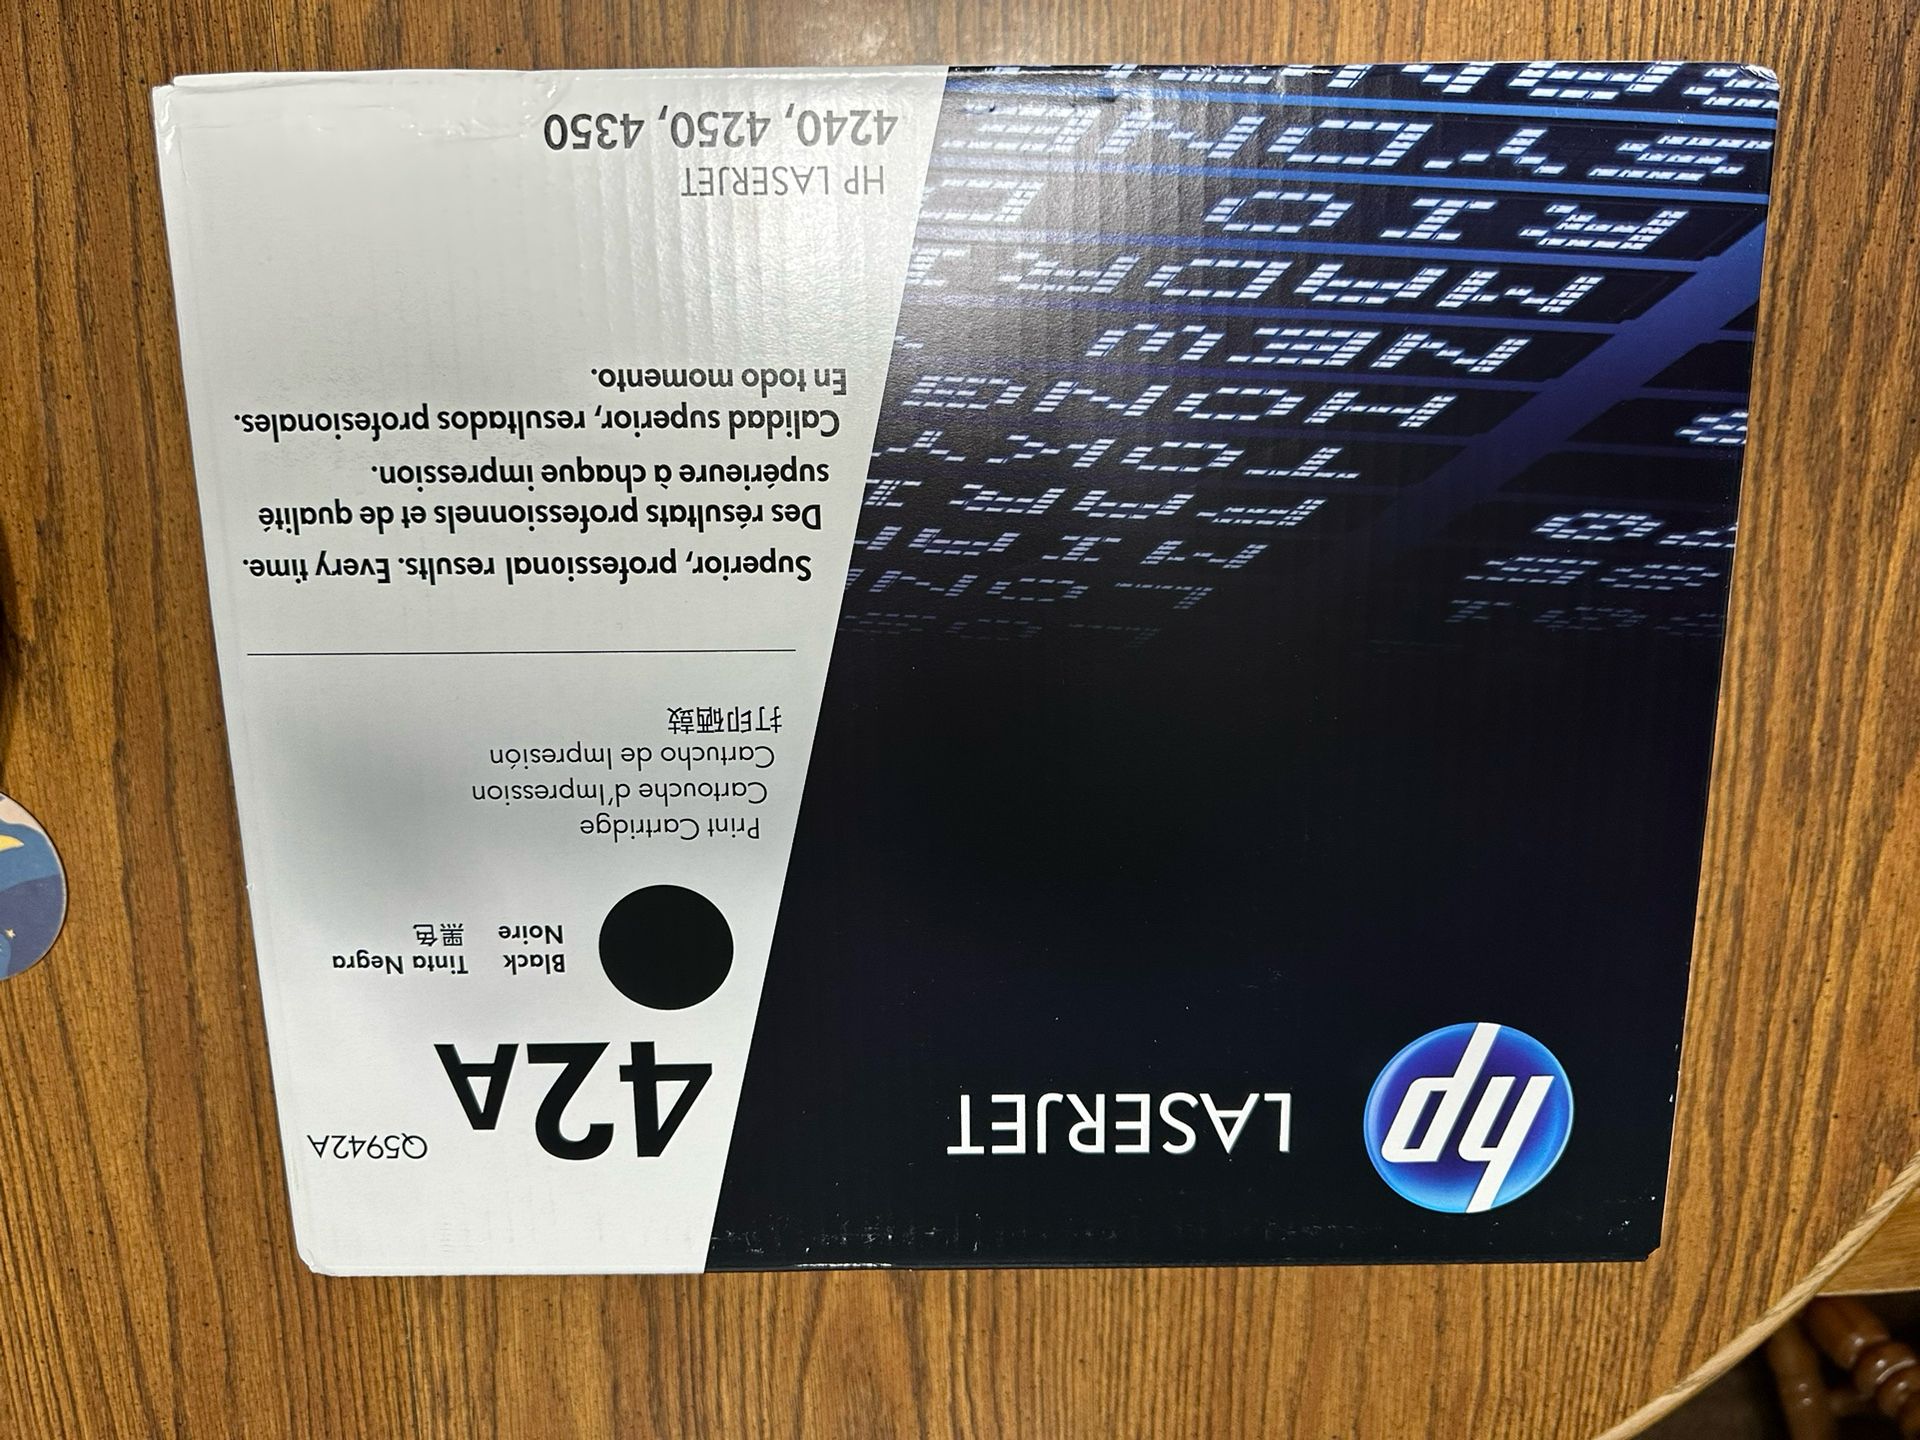 hp
LASERJET
42A
Q5942A
Black
Noire
Tinta Negra
黑色
Print Cartridge
Cartouche d'Impression
Cartucho de Impresión
打印硒鼓
Superior, professional results. Every time.
Des résultats professionnels et de qualité
supérieure à chaque impression.
Calidad superior, resultados profesionales.
En todo momento.
HP LASERJET
4240, 4250, 4350